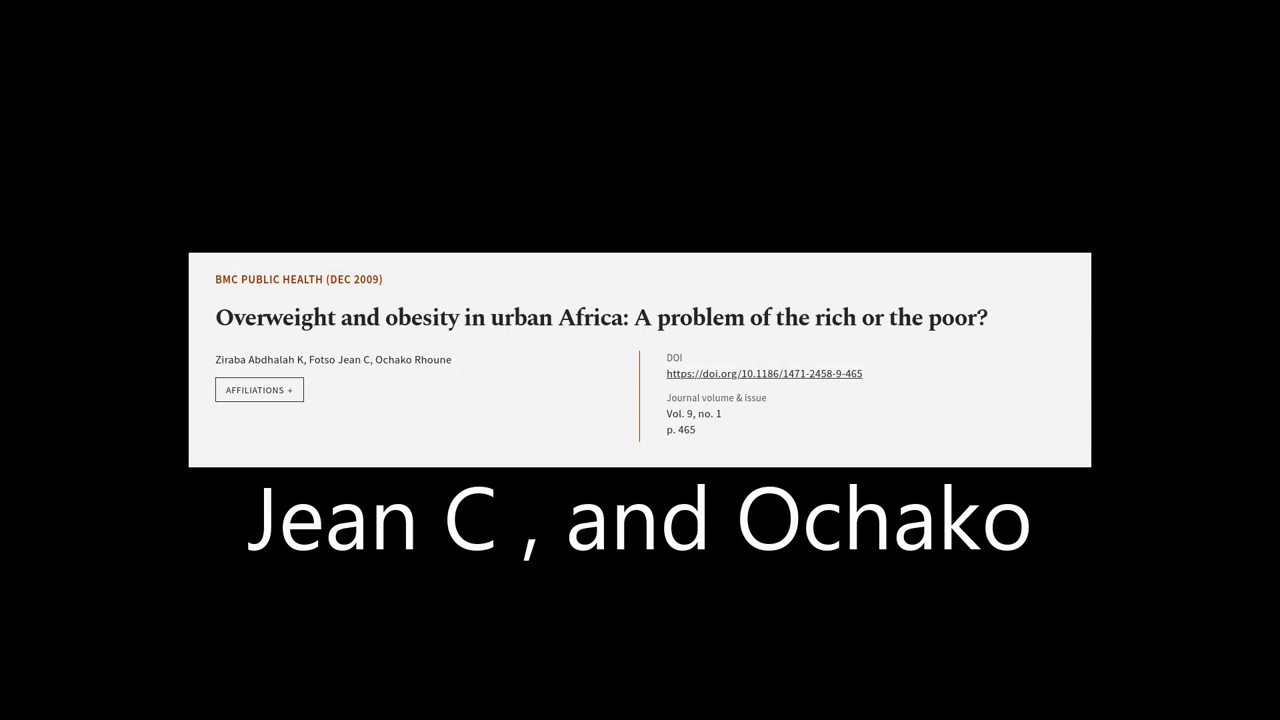 BMC PUBLIC HEALTH (DEC 2009)
Overweight and obesity in urban Africa: A problem of the rich or the poor?
Ziraba Abdhalah K, Fotso Jean C, Ochako Rhoune
AFFILIATIONS +
DOI
https://doi.org/10.1186/1471-2458-9-465
Journal volume & issue
Vol. 9, no. 1
p. 465
Jean C , and Ochako